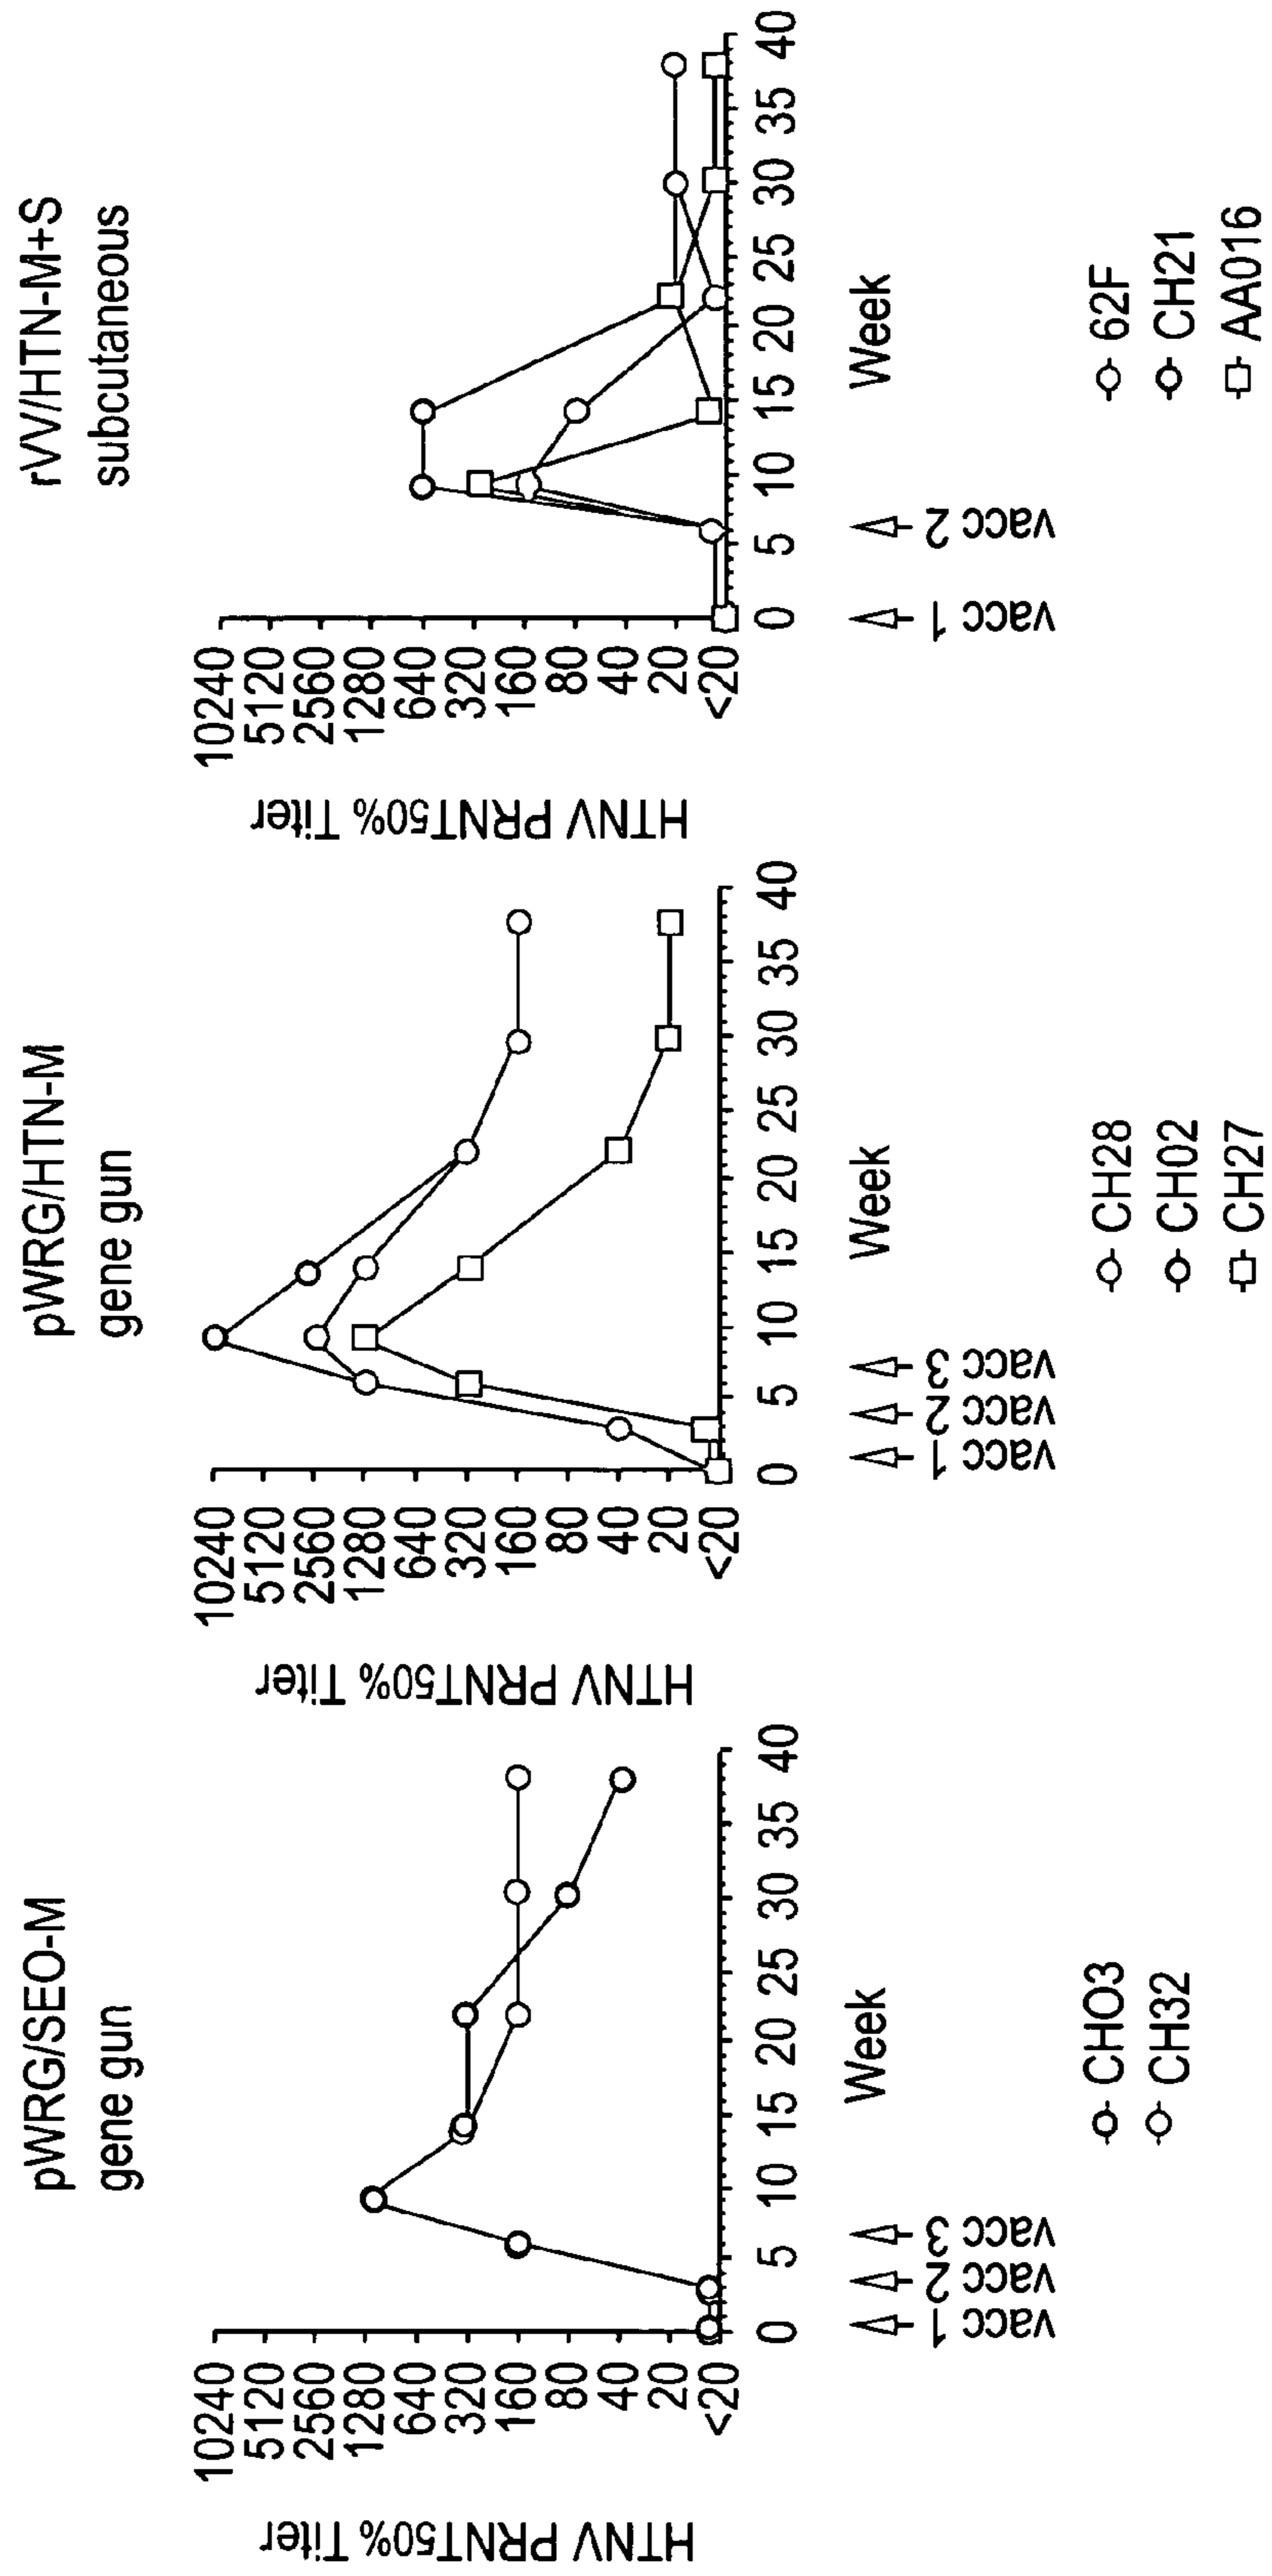 pWRG/SEO-M
gene gun
HTNV PRNT50% Titer
10240
5120
2560
1280
640
320
160
80
40
20
<20
0 5 10 15 20 25 30 35 40
Week
vacc 1
vacc 2
vacc 3
CHO3
CH32
pWRG/HTN-M
gene gun
HTNV PRNT50% Titer
10240
5120
2560
1280
640
320
160
80
40
20
<20
0 5 10 15 20 25 30 35 40
Week
vacc 1
vacc 2
vacc 3
CH28
CH02
CH27
rVV/HTN-M+S
subcutaneous
HTNV PRNT50% Titer
10240
5120
2560
1280
640
320
160
80
40
20
<20
0 5 10 15 20 25 30 35 40
Week
vacc 1
vacc 2
62F
CH21
AA016